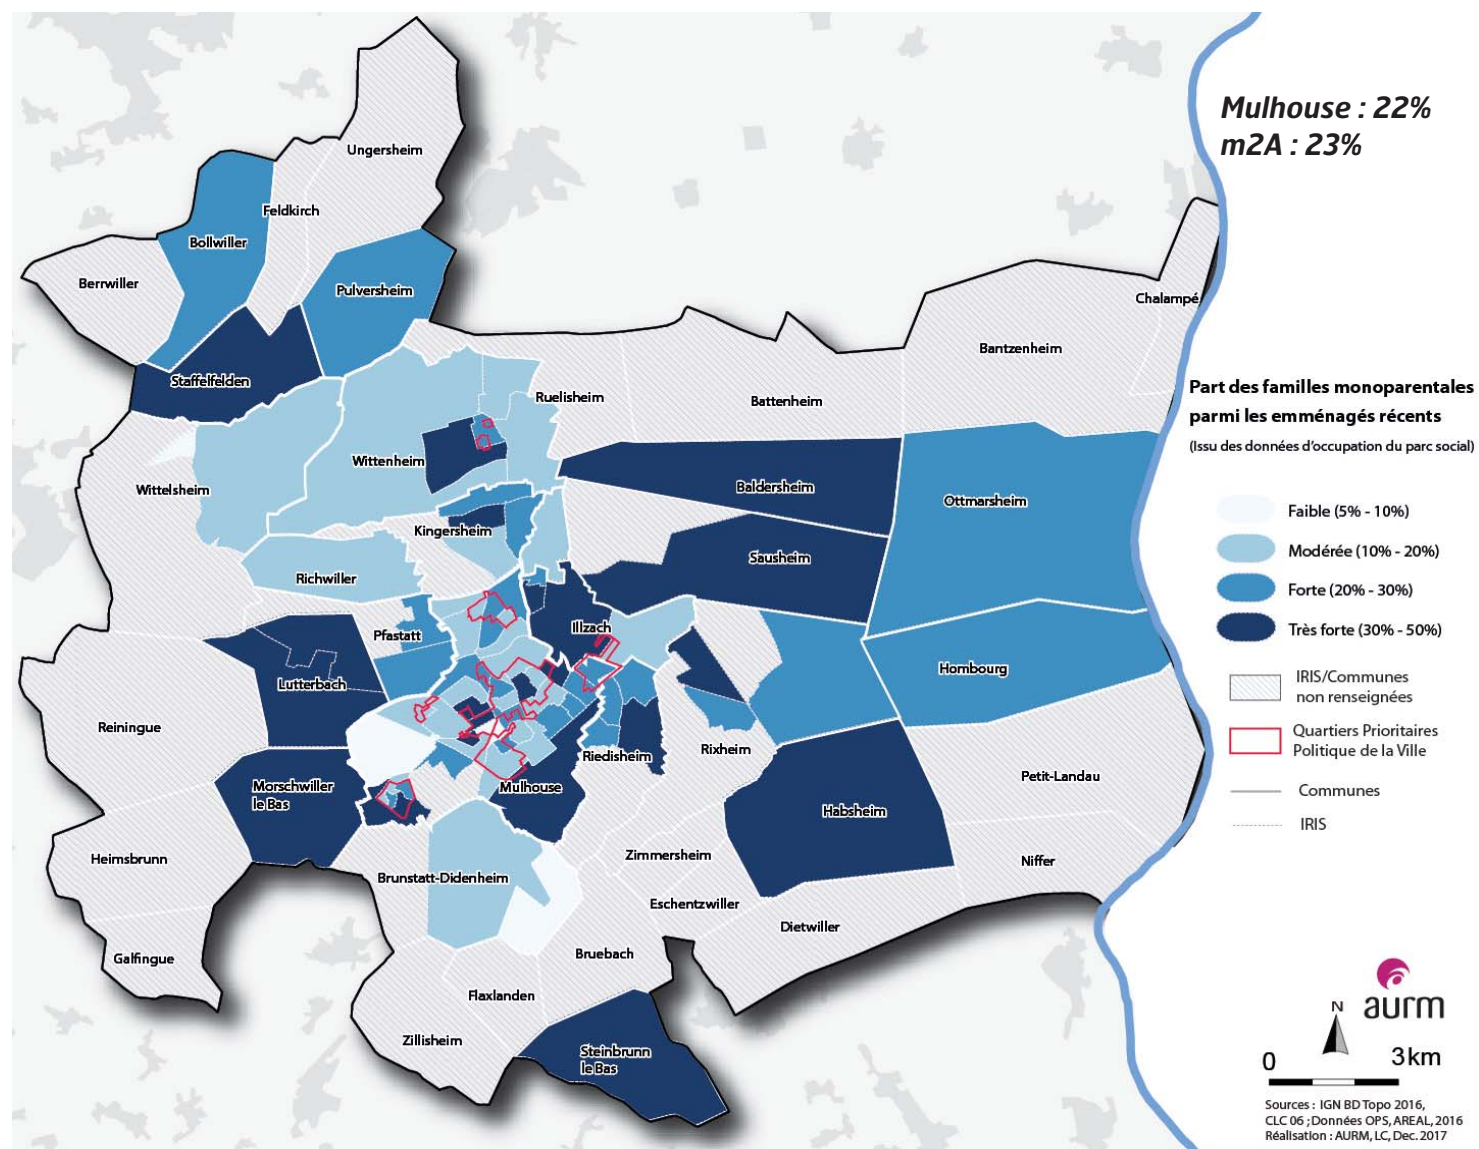 Mulhouse : 22%
m2A : 23%
Ungersheim
Feldkirch
Bollwiller
Berrwiller
Pulversheim
Chalampé
Bantzenheim
Staffelfelden
Ruelisheim
Battenheim
Wittenheim
Wittelsheim
Baldersheim
Ottmarsheim
Kingersheim
Sausheim
Richwiller
Illzach
Pfastatt
Hombourg
Lutterbach
Reiningue
Rixheim
Riedisheim
Petit-Landau
Morschwiller
le Bas
Mulhouse
Habsheim
Heimsbrunn
Zimmersheim
Niffer
Brunstatt-Didenheim
Eschentzwiller
Dietwiller
Bruebach
Galfingue
Flaxlanden
Zillisheim
Steinbrunn
le Bas
Part des familles monoparentales
parmi les emménagés récents
(Issu des données d'occupation du parc social)
Faible (5% - 10%)
Modérée (10% - 20%)
Forte (20% - 30%)
Très forte (30% - 50%)
IRIS/Communes
non renseignées
Quartiers Prioritaires
Politique de la Ville
Communes
IRIS
aurm
N
0 3km
Sources : IGN BD Topo 2016,
CLC 06 ; Données OPS, AREAL, 2016
Réalisation : AURM, LC, Dec. 2017